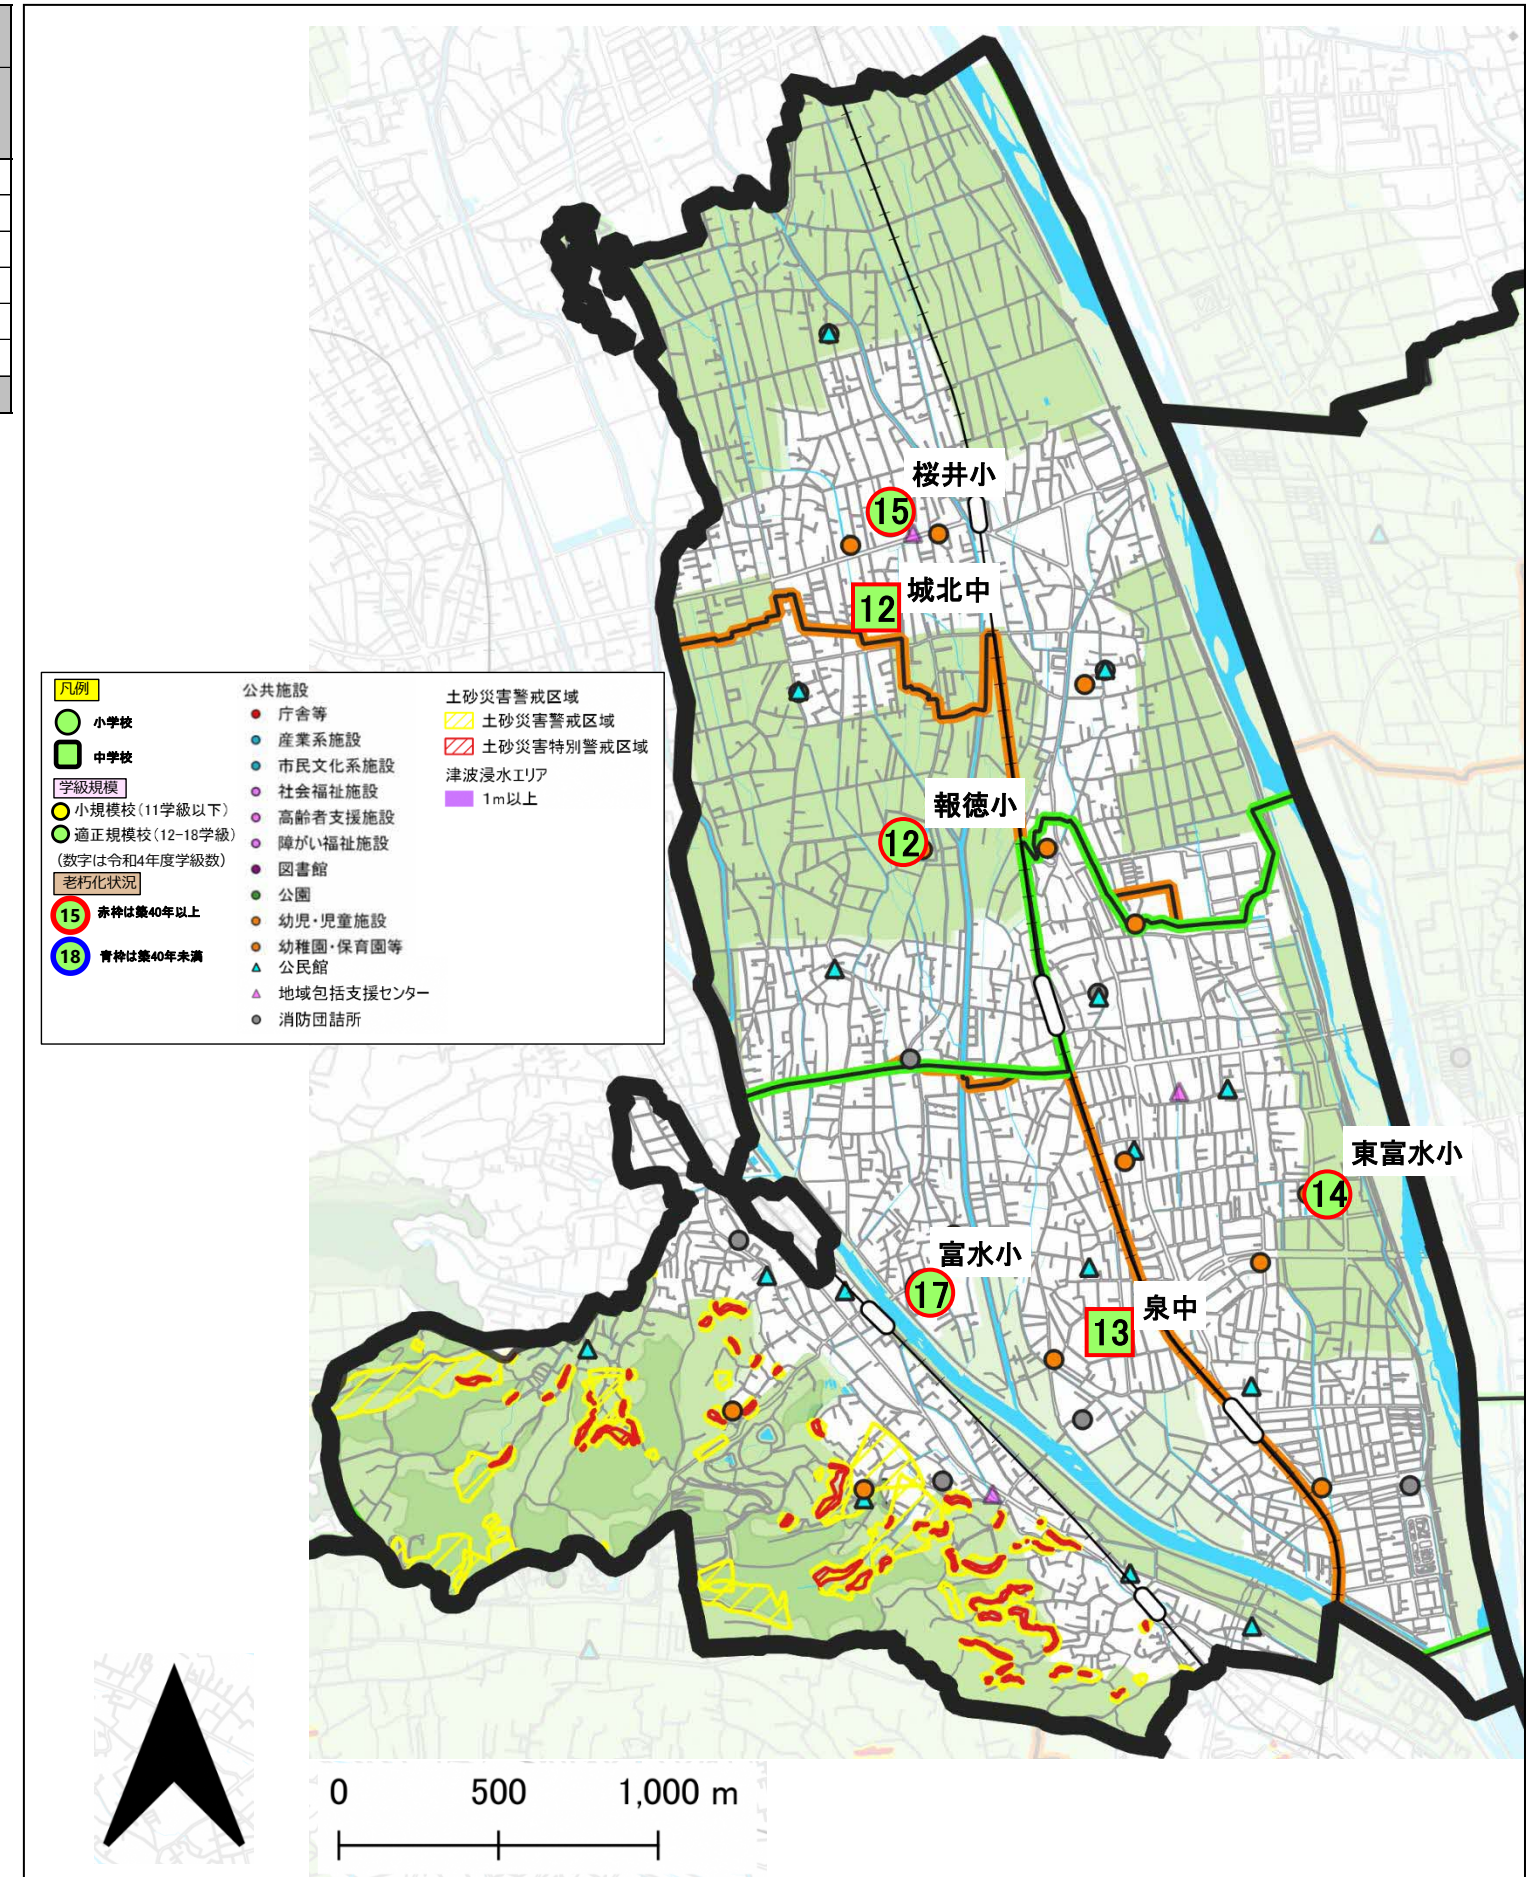 桜井小
15
城北中
12
報徳小
12
東富水小
14
富水小
17
泉中
13
凡例
小学校
中学校
学級規模
小規模校(11学級以下)
適正規模校(12-18学級)
(数字は令和4年度学級数)
老朽化状況
15 赤枠は築40年以上
18 青枠は築40年未満
公共施設
庁舎等
産業系施設
市民文化系施設
社会福祉施設
高齢者支援施設
障がい福祉施設
図書館
公園
幼児・児童施設
幼稚園・保育園等
公民館
地域包括支援センター
消防団詰所
土砂災害警戒区域
土砂災害警戒区域
土砂災害特別警戒区域
津波浸水エリア
1m以上
0 500 1,000 m